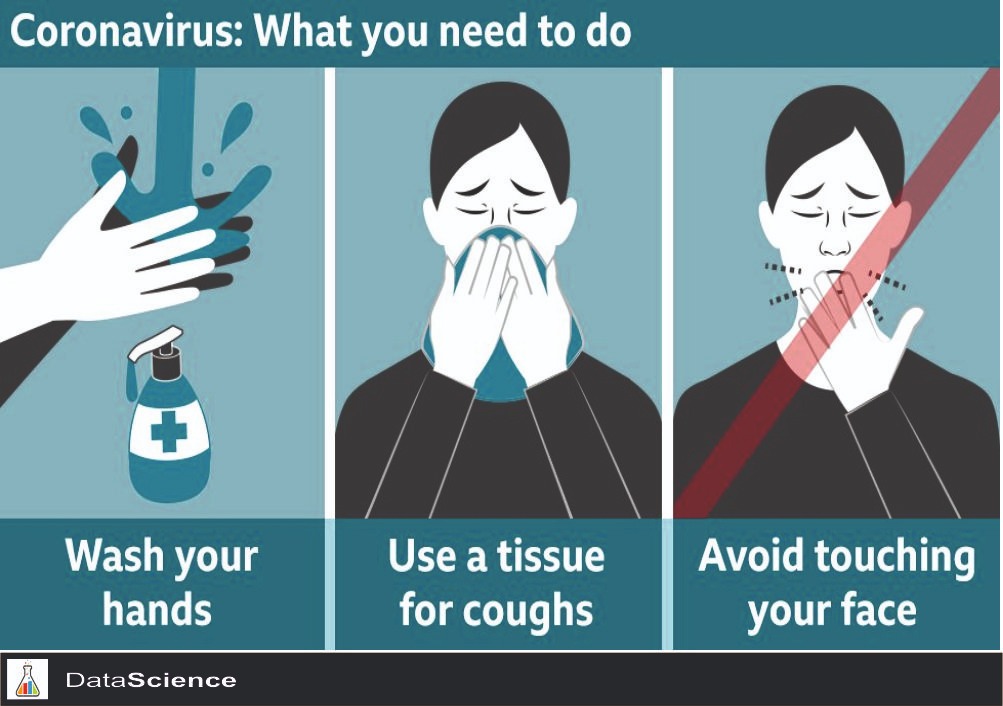 Coronavirus: What you need to do
Wash your
hands
Use a tissue
for coughs
Avoid touching
your face
DataScience